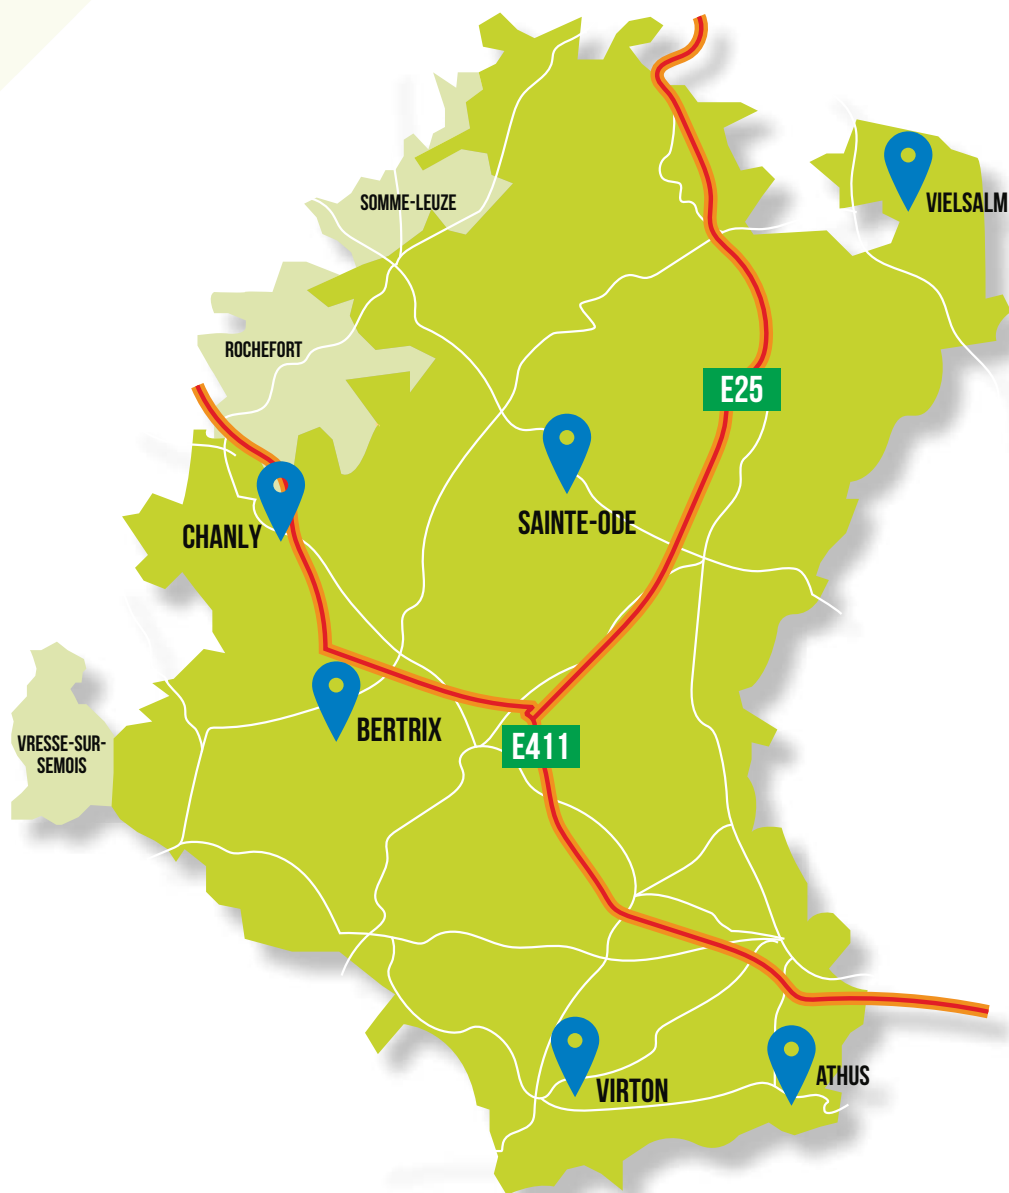 SOMME-LEUZE
VIELSALM
ROCHEFORT
E25
SAINTE-ODE
CHANLY
BERTRIX
VRESSE-SUR-
SEMOIS
E411
ATHUS
VIRTON